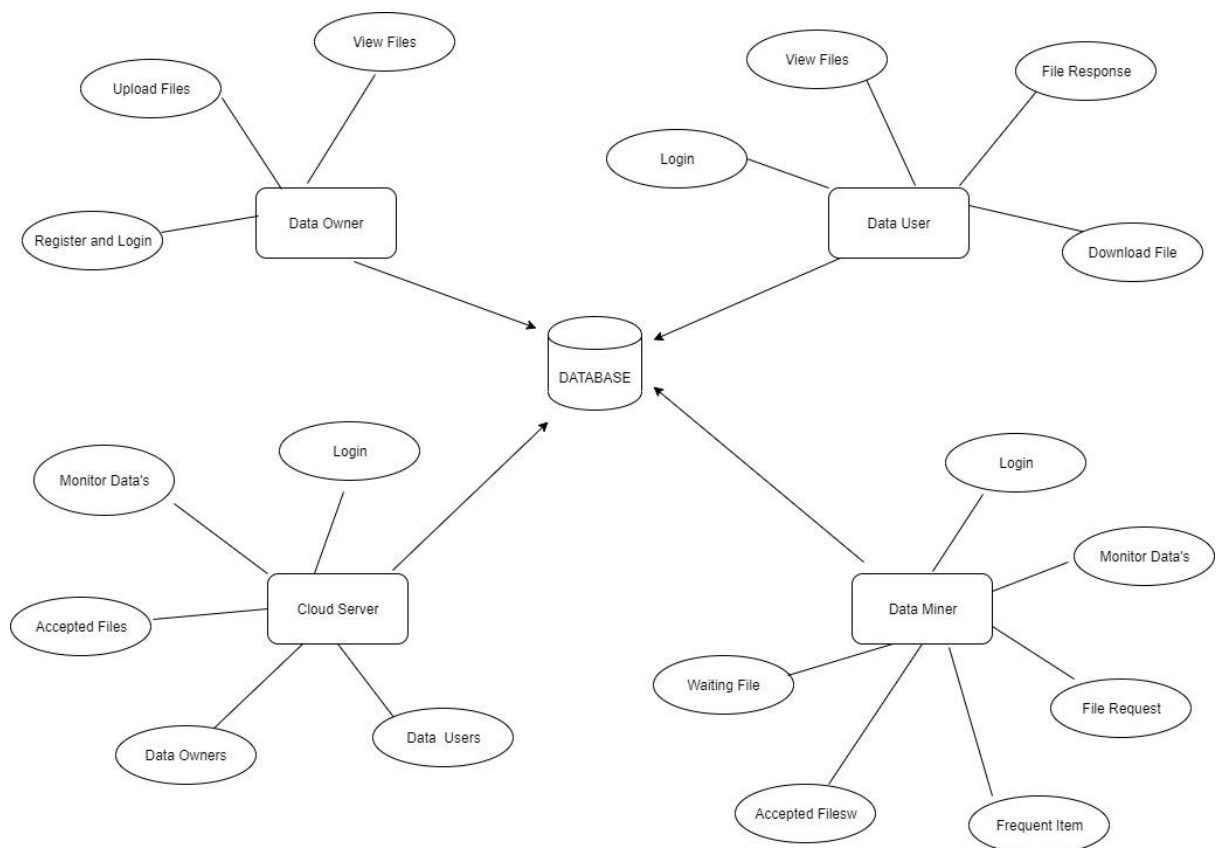 View Files
Upload Files
Register and Login
Data Owner
View Files
File Response
Login
Data User
Download File
DATABASE
Login
Monitor Data's
Cloud Server
Accepted Files
Data Owners
Data Users
Login
Monitor Data's
Data Miner
Waiting File
File Request
Accepted Filesw
Frequent Item